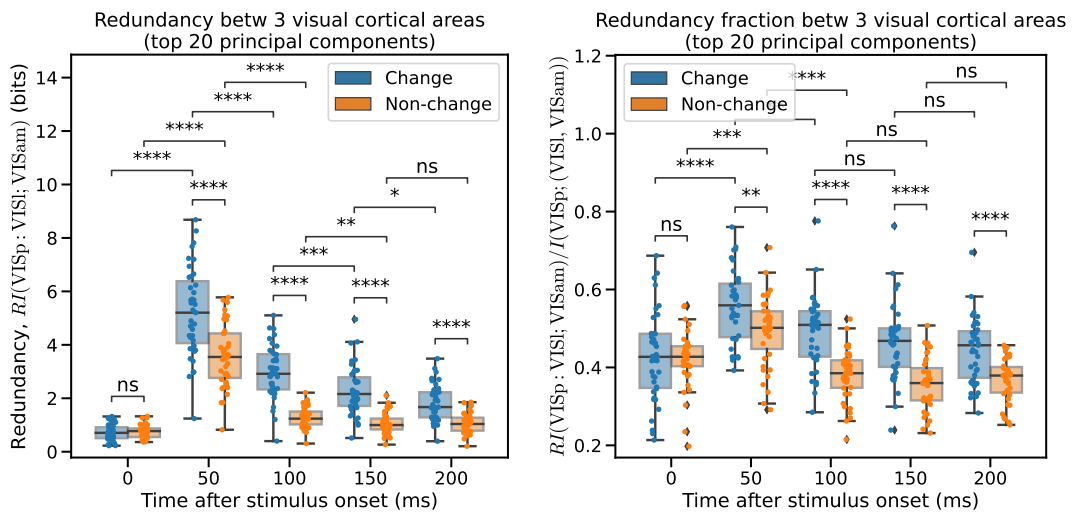 Redundancy betw 3 visual cortical areas
(top 20 principal components)
Redundancy, RI(VISp : VISl; VISam) (bits)
14
12
10
8
6
4
2
0
Change
Non-change
****
****
****
****
****
ns
*
**
***
****
****
****
ns
0
50
100
150
200
Time after stimulus onset (ms)
Redundancy fraction betw 3 visual cortical areas
(top 20 principal components)
RI(VISp : VISl; VISam)/I(VISp; (VISl, VISam))
1.2
1.0
0.8
0.6
0.4
0.2
Change
Non-change
****
ns
ns
***
ns
****
ns
**
****
****
****
ns
0
50
100
150
200
Time after stimulus onset (ms)